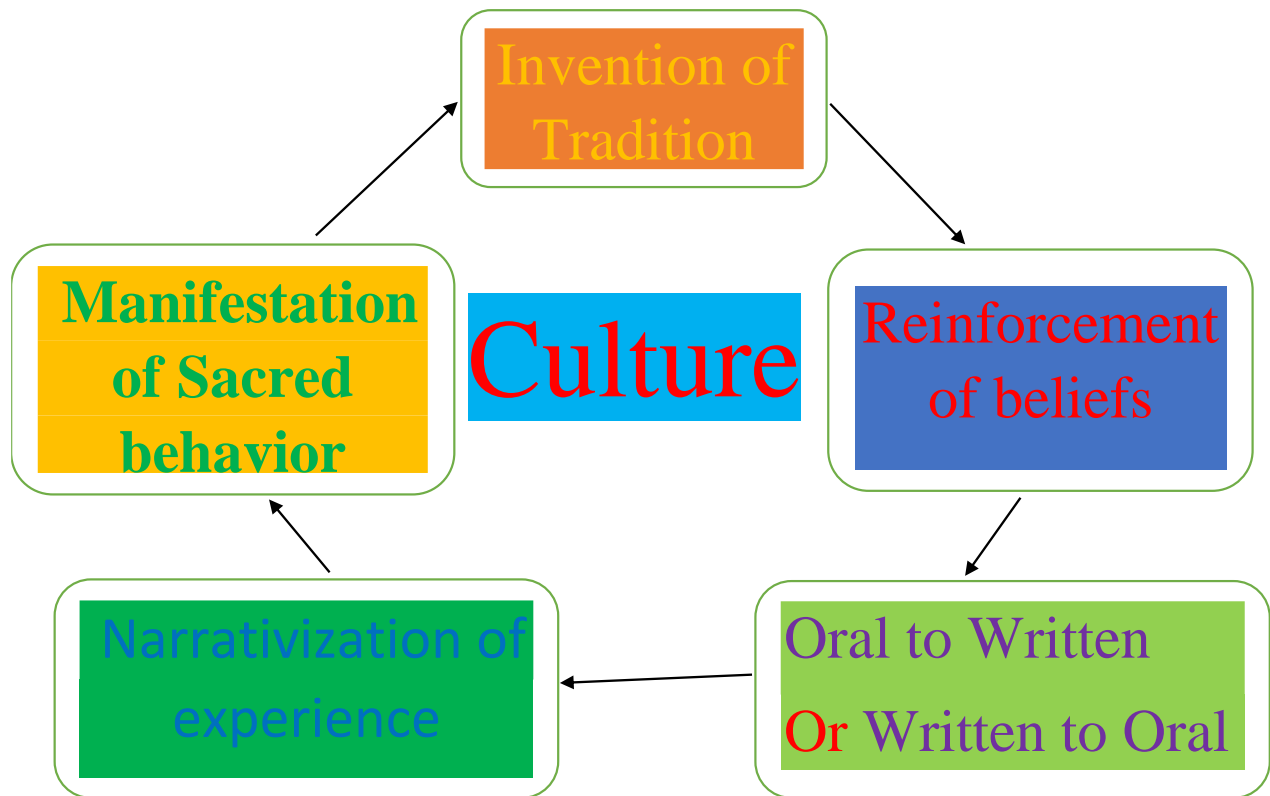 Invention of
Tradition
Manifestation
of Sacred
behavior
Culture
Reinforcement
of beliefs
Narrativization of
experience
Oral to Written
Or Written to Oral